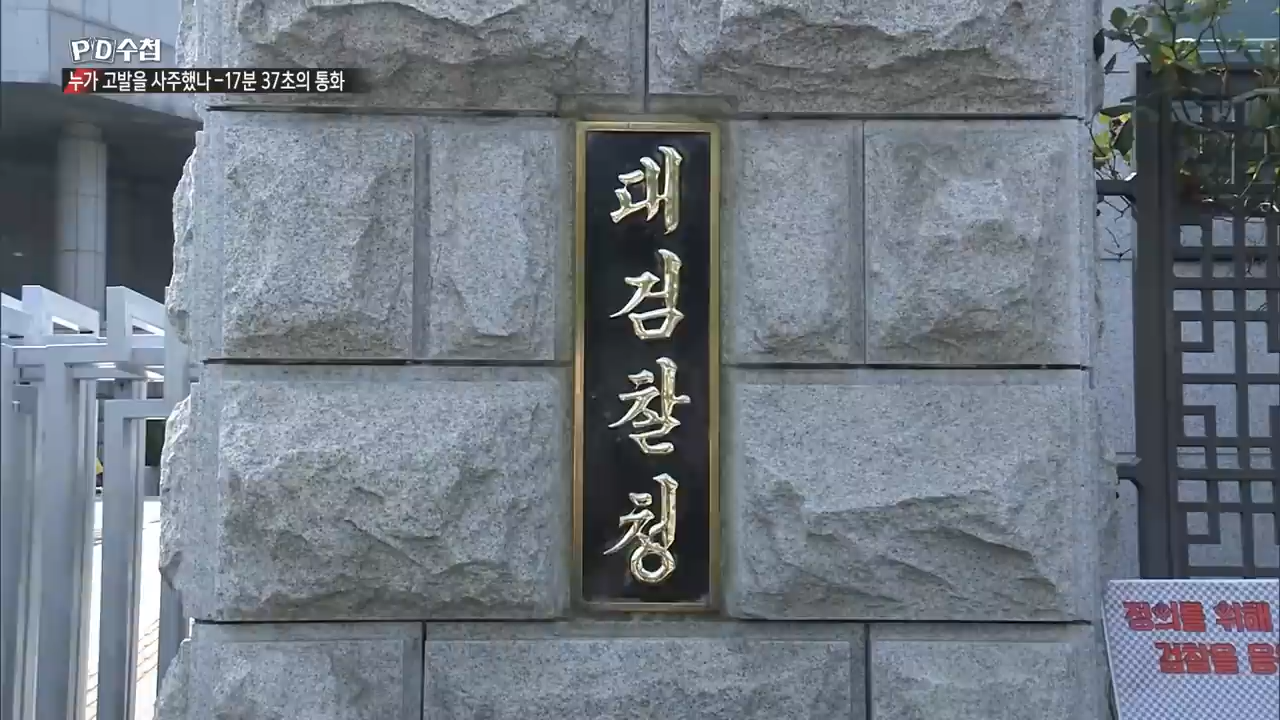 PD수첩
누가 고발을 사주했나-17분 37초의 통화
대검찰청
정의를 위해
검찰을 응